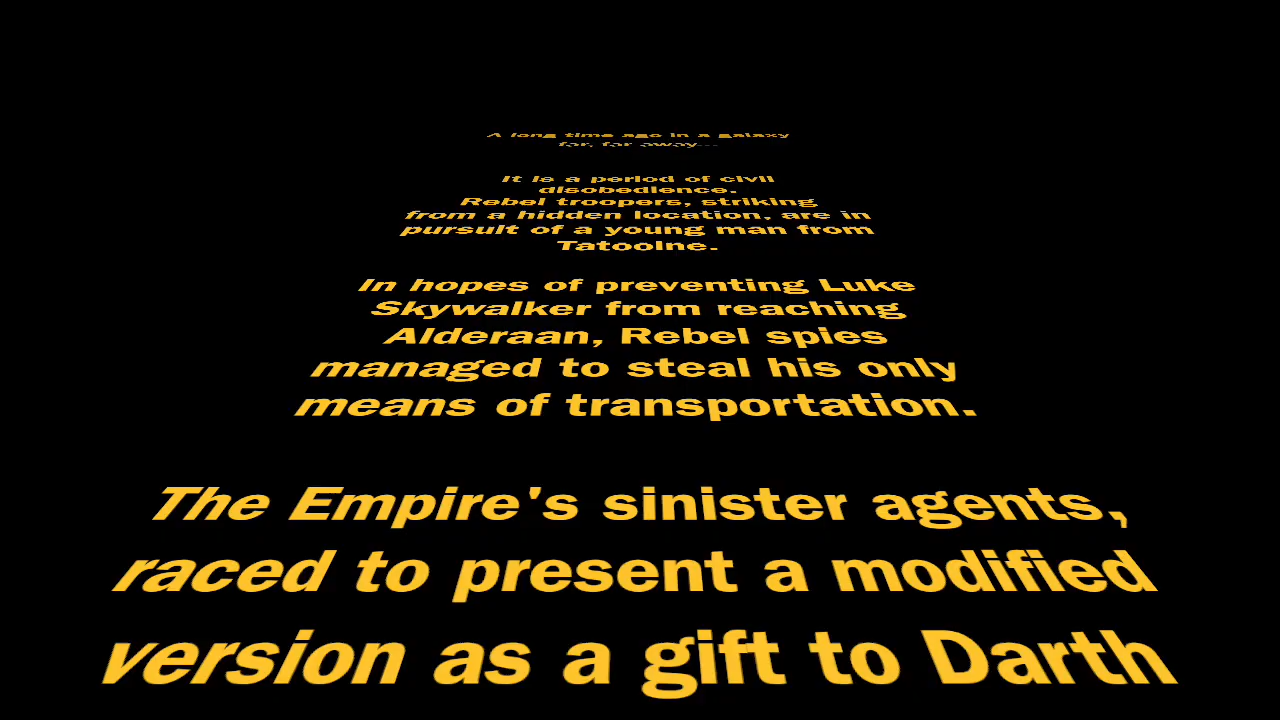 A long time ago in a galaxy
far, far away...
It is a period of civil
disobedience.
Rebel troopers, striking
from a hidden location, are in
pursuit of a young man from
Tatooine.
In hopes of preventing Luke
Skywalker from reaching
Alderaan, Rebel spies
managed to steal his only
means of transportation.
The Empire's sinister agents,
raced to present a modified
version as a gift to Darth